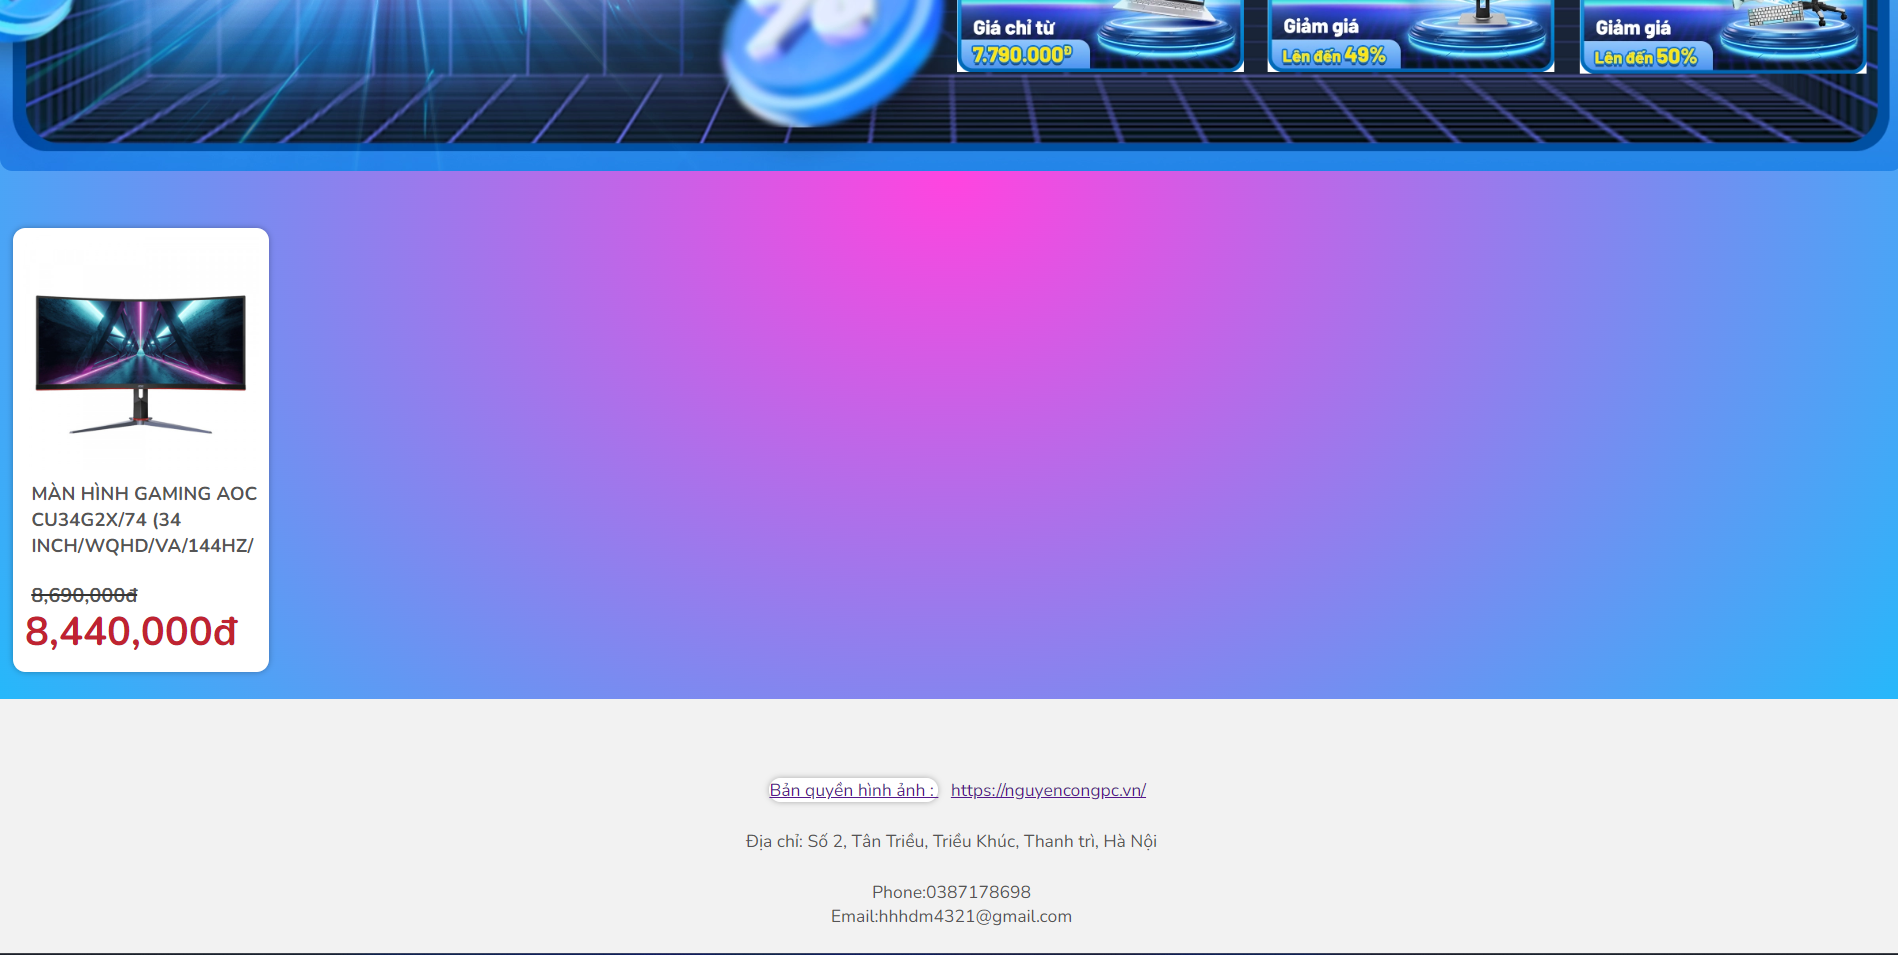 Giá chỉ từ
7.790.000Đ
Giảm giá
Lên đến 49%
Giảm giá
Lên đến 50%
MÀN HÌNH GAMING AOC
CU34G2X/74 (34
INCH/WQHD/VA/144HZ/
8,690,000đ
8,440,000đ
Bản quyền hình ảnh : https://nguyencongpc.vn/
Địa chỉ: Số 2, Tân Triều, Triều Khúc, Thanh trì, Hà Nội
Phone:0387178698
Email:hhhdm4321@gmail.com